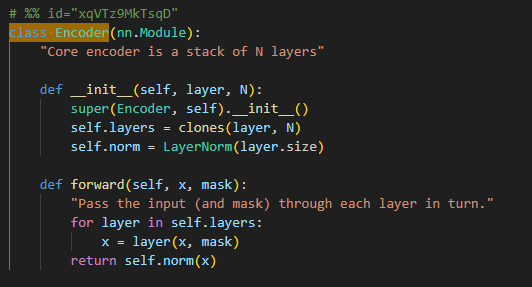 # %% id="xqVTz9MkTsqD"
class Encoder(nn.Module):
    "Core encoder is a stack of N layers"

    def __init__(self, layer, N):
        super(Encoder, self).__init__()
        self.layers = clones(layer, N)
        self.norm = LayerNorm(layer.size)

    def forward(self, x, mask):
        "Pass the input (and mask) through each layer in turn."
        for layer in self.layers:
            x = layer(x, mask)
        return self.norm(x)